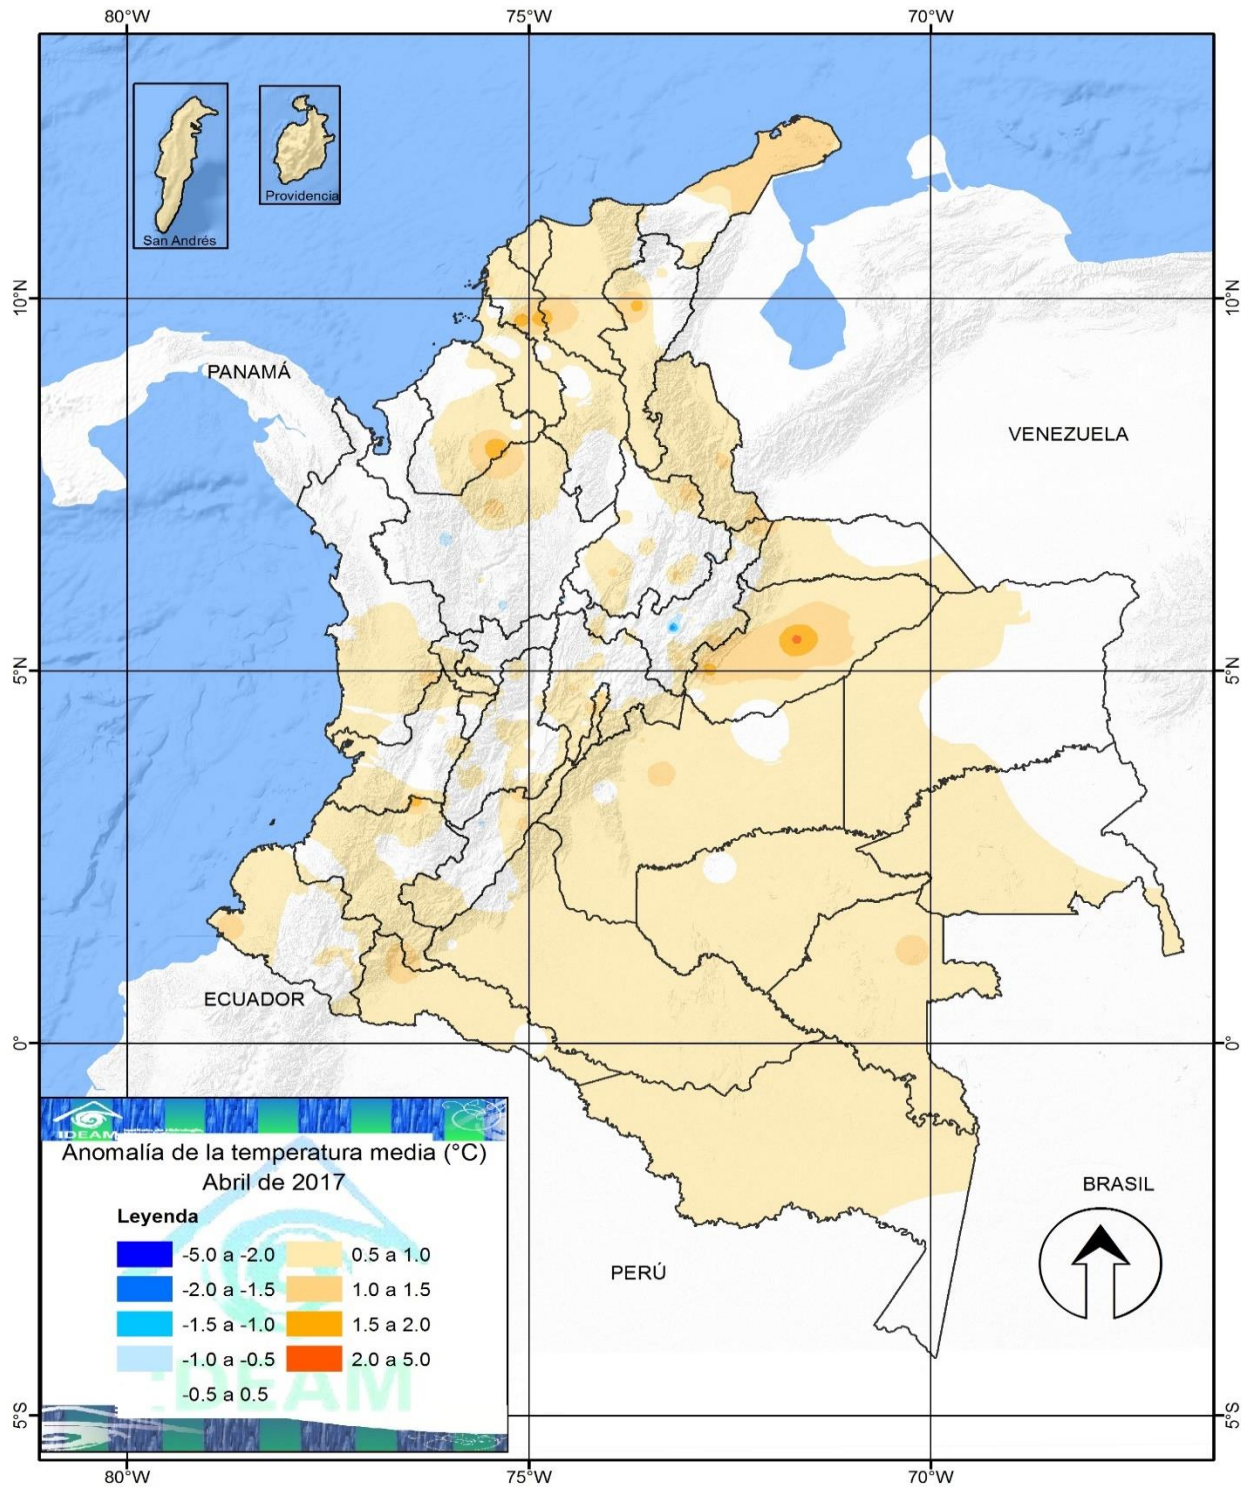 80°W 75°W 70°W
San Andrés
Providencia
10°N 10°N
PANAMÁ
VENEZUELA
5°N 5°N
ECUADOR
0° 0°
IDEAM
Anomalía de la temperatura media (°C)
Abril de 2017
Leyenda
-5.0 a -2.0 0.5 a 1.0
-2.0 a -1.5 1.0 a 1.5
-1.5 a -1.0 1.5 a 2.0
-1.0 a -0.5 2.0 a 5.0
-0.5 a 0.5
IDEAM
BRASIL
PERÚ
5°S 5°S
80°W 75°W 70°W